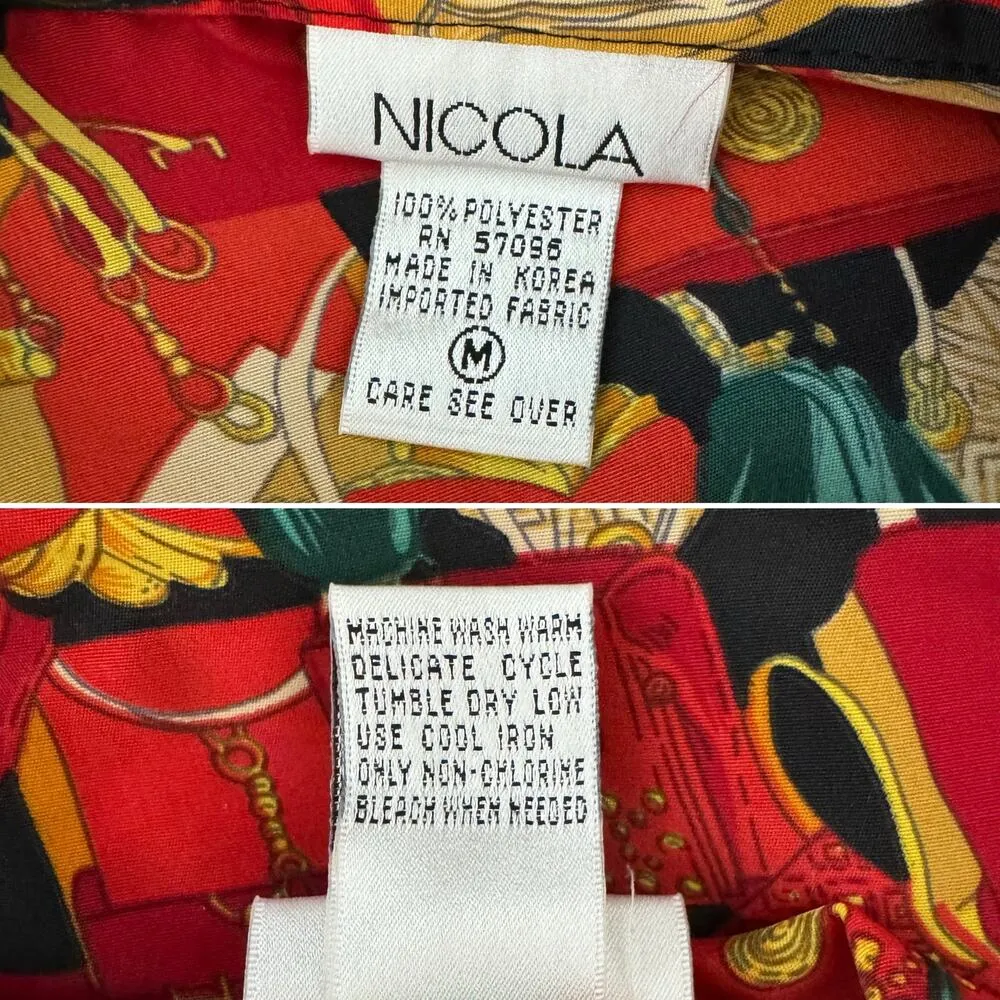 NICOLA
100% POLYESTER
RN 57096
MADE IN KOREA
IMPORTED FABRIC
M
CARE SEE OVER
MACHINE WASH WARM
DELICATE CYCLE
TUMBLE DRY LOW
USE COOL IRON
ONLY NON-CHLORINE
BLEACH WHEN NEEDED